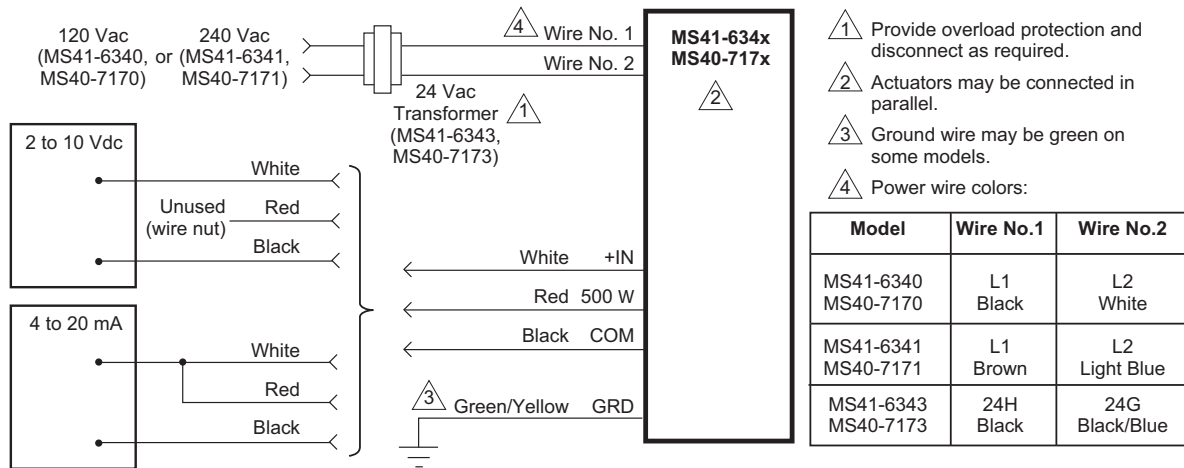 120 Vac
(MS41-6340,
MS40-7170)
or
240 Vac
(MS41-6341,
MS40-7171)
4 Wire No. 1
Wire No. 2
24 Vac
Transformer 1
(MS41-6343,
MS40-7173)
MS41-634x
MS40-717x
2
2 to 10 Vdc
White
Unused
(wire nut)
Red
Black
4 to 20 mA
White
Red
Black
White +IN
Red 500 W
Black COM
3 Green/Yellow GRD
1 Provide overload protection and
disconnect as required.
2 Actuators may be connected in
parallel.
3 Ground wire may be green on
some models.
4 Power wire colors:
Model Wire No.1 Wire No.2
MS41-6340 L1 L2
MS40-7170 Black White
MS41-6341 L1 L2
MS40-7171 Brown Light Blue
MS41-6343 24H 24G
MS40-7173 Black Black/Blue